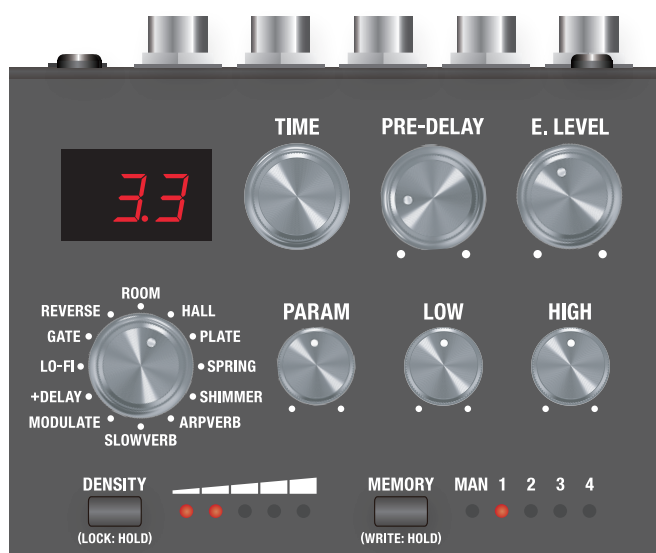 TIME
PRE-DELAY
E. LEVEL
3.3
ROOM
REVERSE
HALL
GATE
PLATE
LO-FI
SPRING
+DELAY
SHIMMER
MODULATE
ARPVERB
SLOWVERB
PARAM
LOW
HIGH
DENSITY
(LOCK: HOLD)
MEMORY
(WRITE: HOLD)
MAN 1 2 3 4